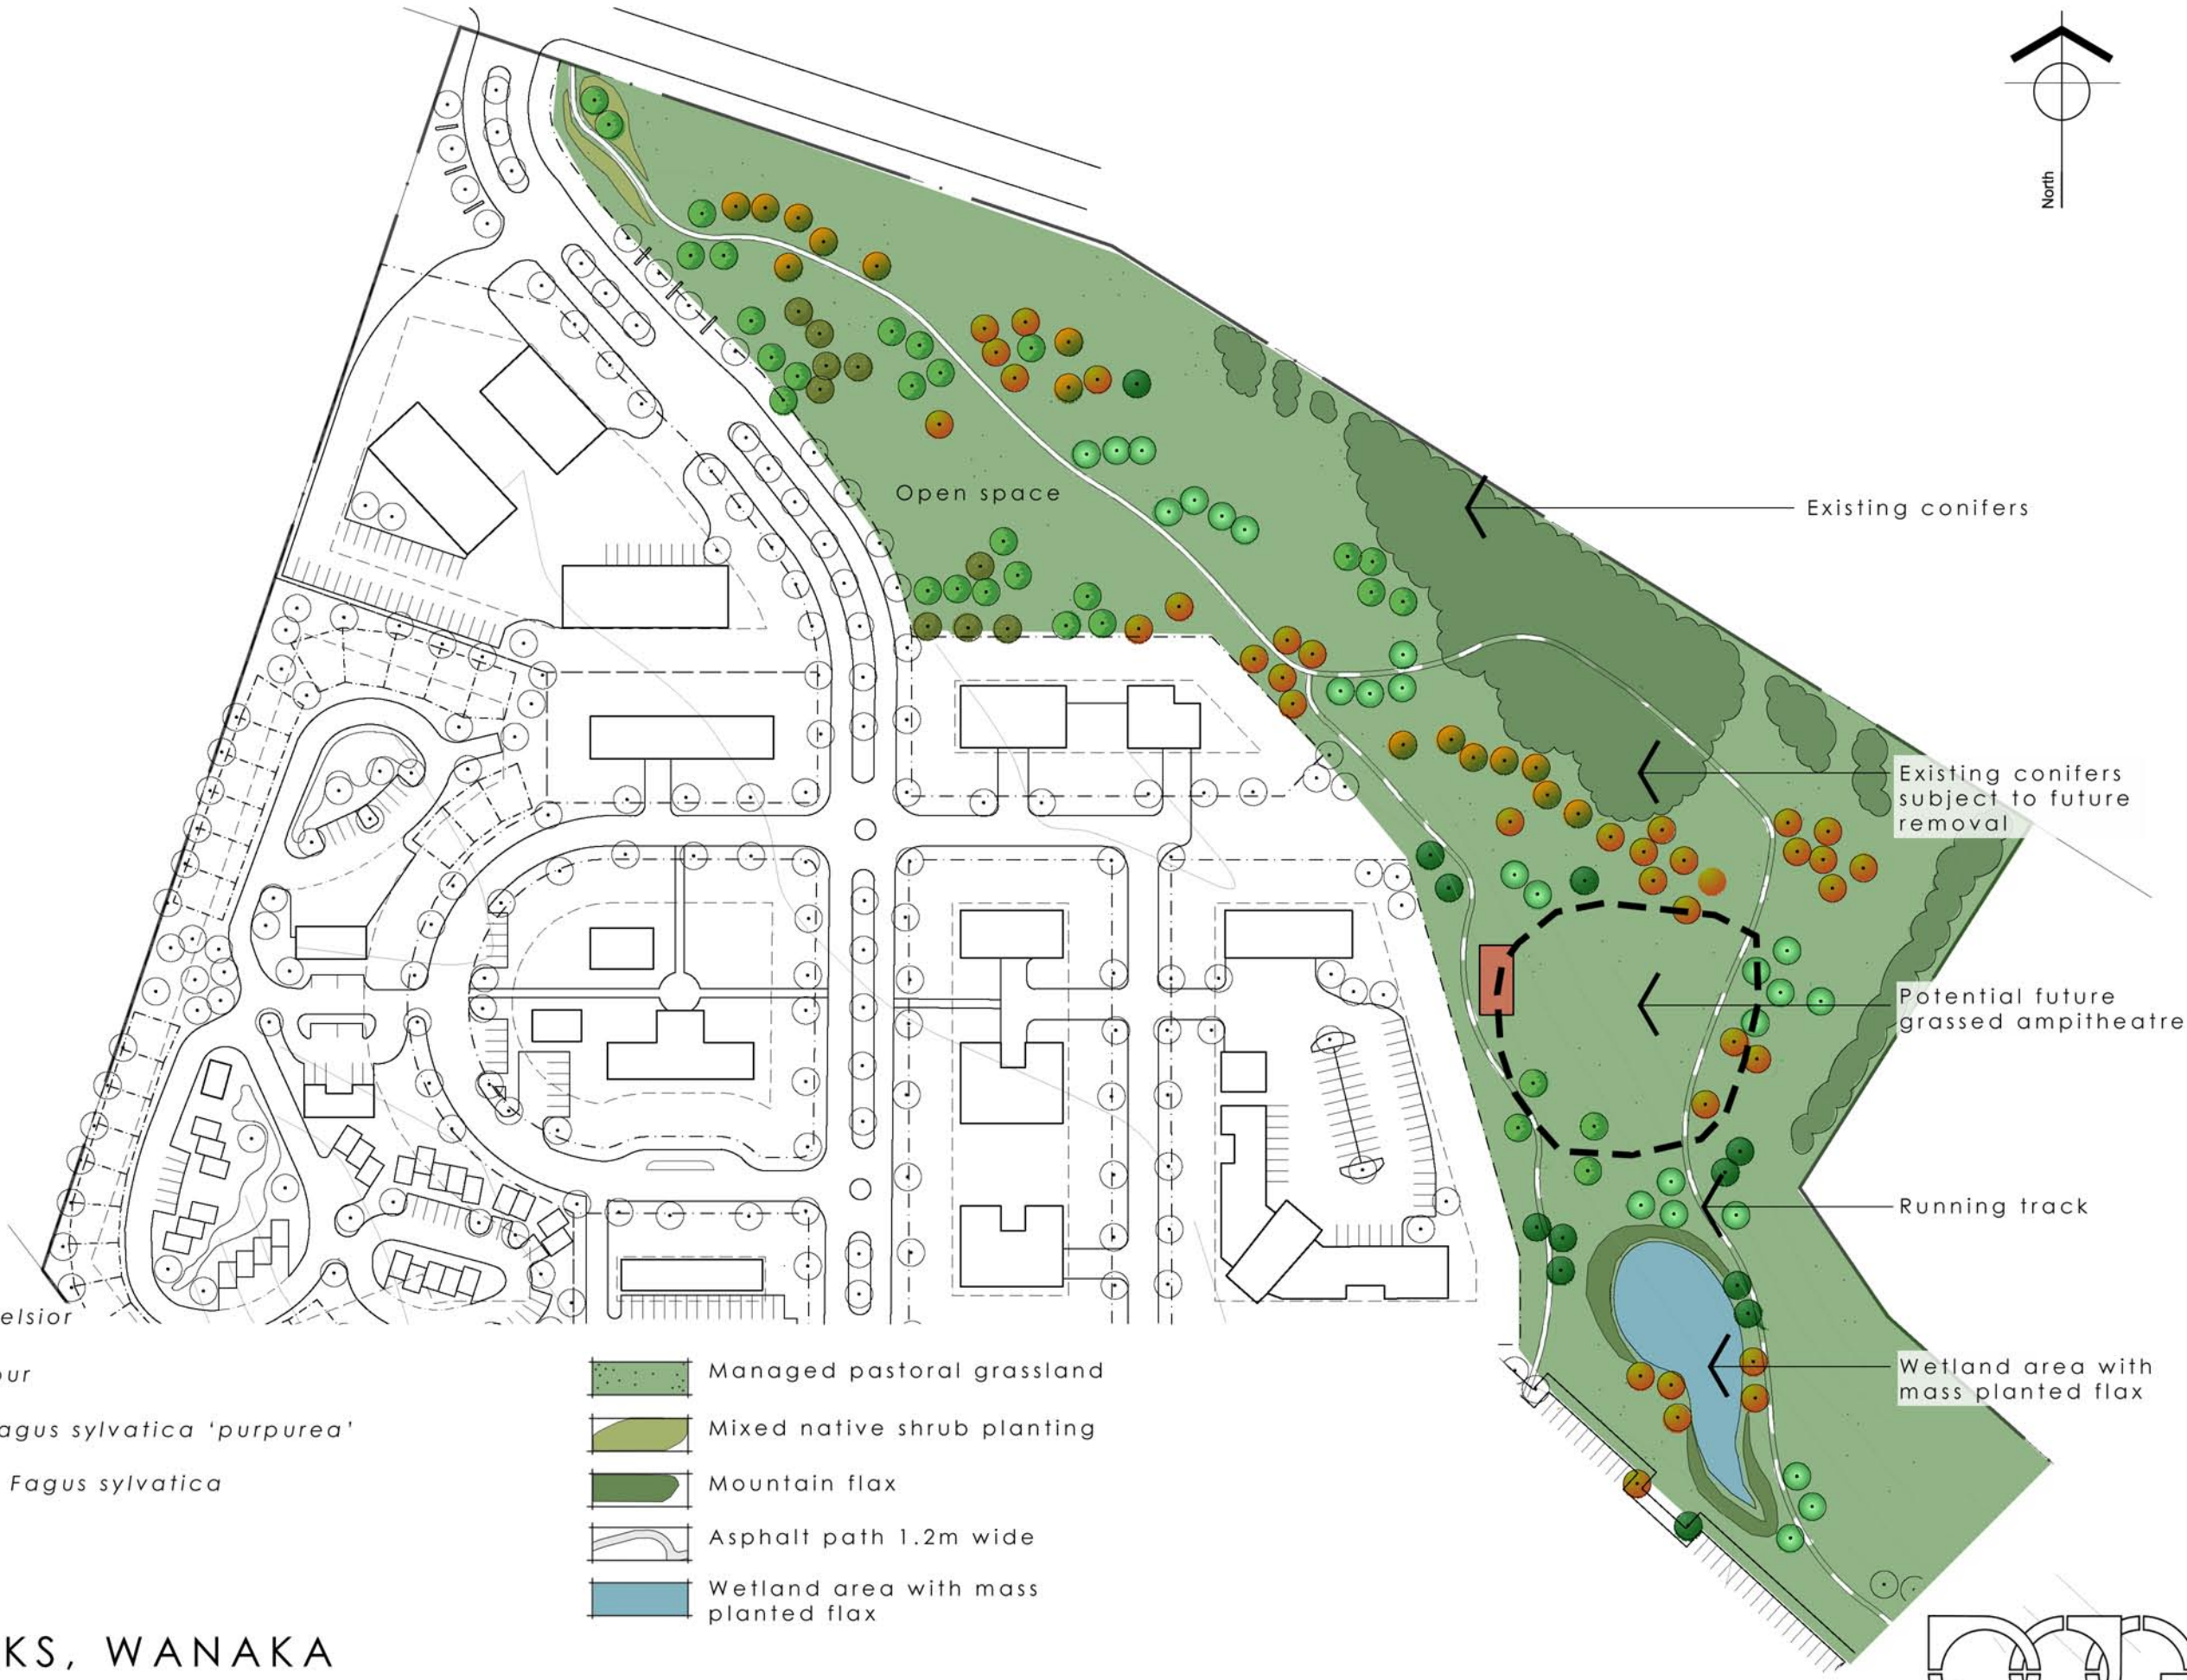 North
Open space
Existing conifers
Existing conifers
subject to future
removal
Potential future
grassed ampitheatre
Running track
Wetland area with
mass planted flax
elsior
our
agus sylvatica ‘purpurea’
Fagus sylvatica
Managed pastoral grassland
Mixed native shrub planting
Mountain flax
Asphalt path 1.2m wide
Wetland area with mass
planted flax
KS, WANAKA